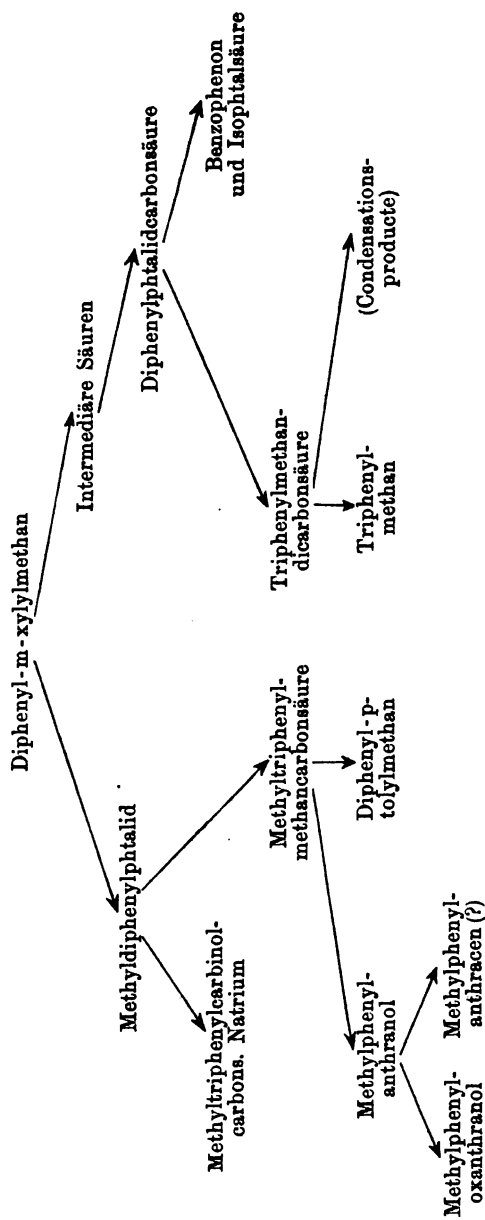 Diphenyl-m-xylylmethan
Methyldiphenylphtalid
Intermediäre Säuren
Diphenylphtalidcarbonsäure
Methyltriphenylcarbinol-
carbons. Natrium
Methyltriphenyl-
methancarbonsäure
Triphenylmethan-
dicarbonsäure
Benzophenon
und Isophtalsäure
Methylphenyl-
anthranol
Diphenyl-p-
tolylmethan
Triphenyl-
methan
(Condensations-
producte)
Methylphenyl-
oxanthranol
Methylphenyl-
anthracen (?)